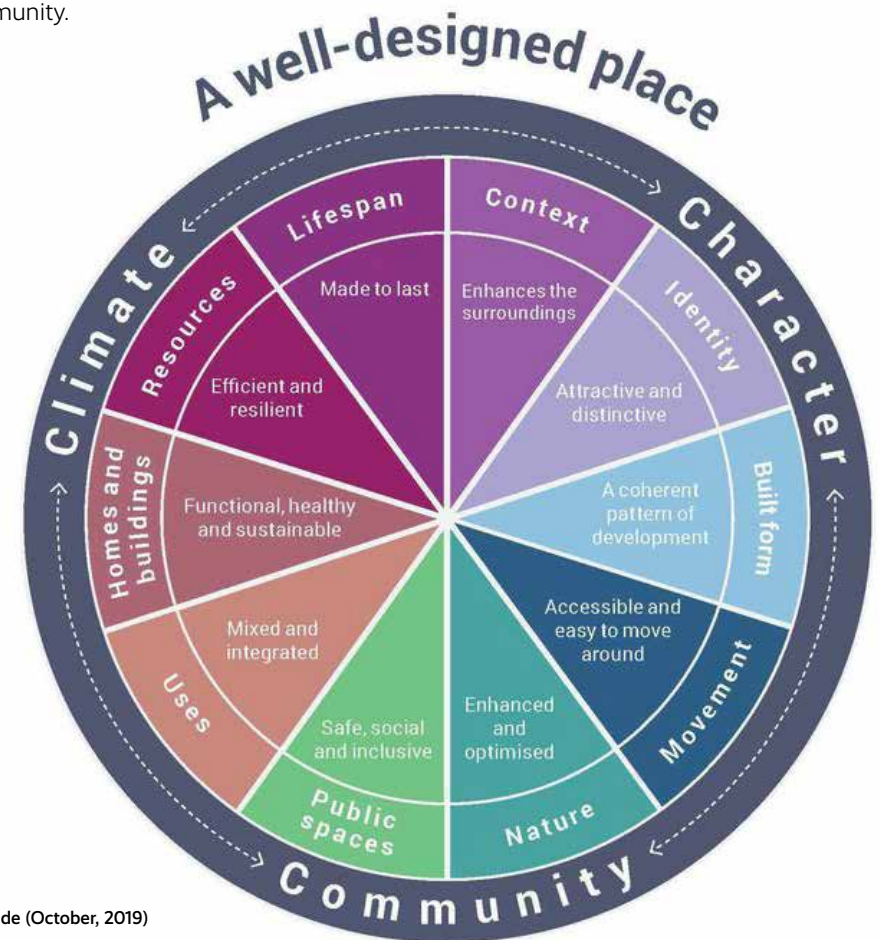 munity.
A well-designed place
Climate
Character
Community
Lifespan
Made to last
Context
Enhances the
surroundings
Identity
Attractive and
distinctive
Built form
A coherent
pattern of
development
Movement
Accessible and
easy to move
around
Nature
Enhanced
and
optimised
Public
spaces
Safe, social
and inclusive
Uses
Mixed and
integrated
Homes and
buildings
Functional, healthy
and sustainable
Resources
Efficient and
resilient
de (October, 2019)